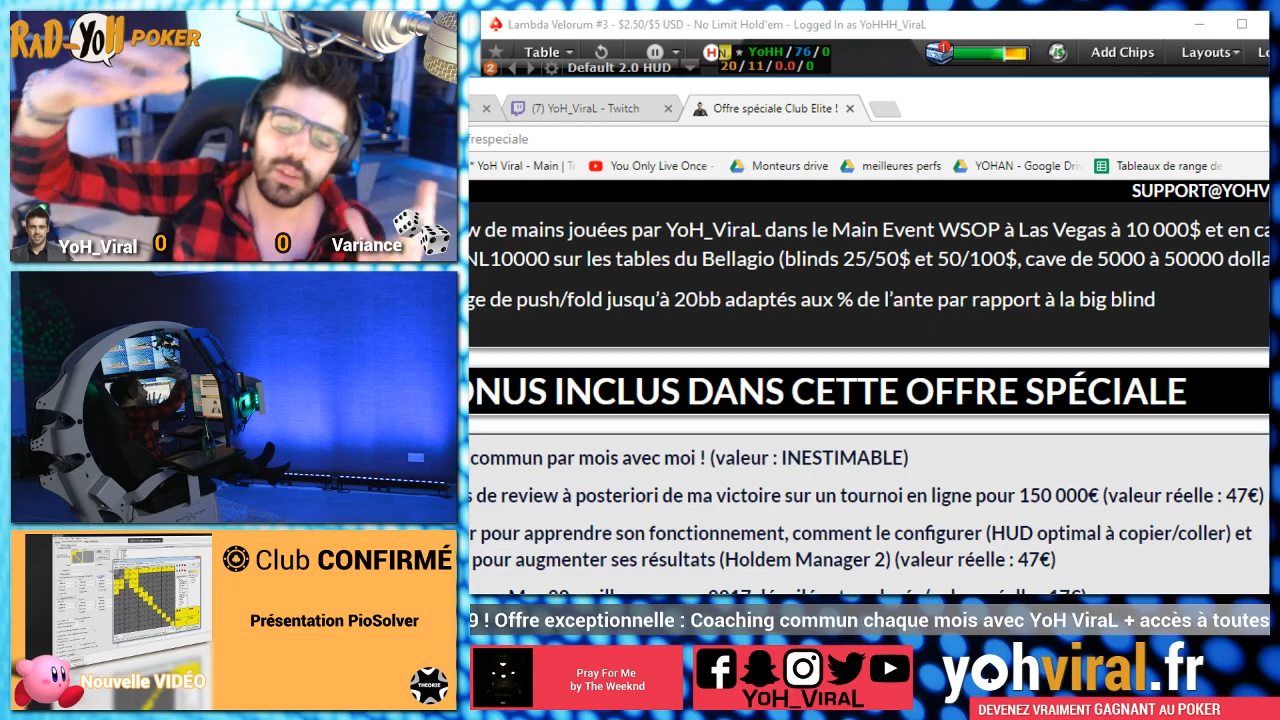 RAD-YOH POKER
YoH_Viral 0
0 Variance
Club CONFIRMÉ
Présentation PioSolver
Nouvelle VIDÉO
THEORIE
Lambda Velorum #3 - $2.50/$5 USD - No Limit Hold'em - Logged In as YoHHH_ViraL
Table
1
Add Chips
Layouts
2
Default 2.0 HUD
HN ★ YoHH/76/0
20/11/0.0/0
(7) YoH_ViraL - Twitch
Offre spéciale Club Elite !
frespeciale
* YoH Viral - Main | Tr
You Only Live Once -
Monteurs drive
meilleures perfs
YOHAN - Google Driv
Tableaux de range de
SUPPORT@YOHV
w de mains jouées par YoH_ViraL dans le Main Event WSOP à Las Vegas à 10 000$ et en ca
NL10000 sur les tables du Bellagio (blinds 25/50$ et 50/100$, cave de 5000 à 50000 dolla
ge de push/fold jusqu'à 20bb adaptés aux % de l'ante par rapport à la big blind
ONUS INCLUS DANS CETTE OFFRE SPÉCIALE
commun par mois avec moi ! (valeur : INESTIMABLE)
s de review à posteriori de ma victoire sur un tournoi en ligne pour 150 000€ (valeur réelle : 47€)
r pour apprendre son fonctionnement, comment le configurer (HUD optimal à copier/coller) et
pour augmenter ses résultats (Holdem Manager 2) (valeur réelle : 47€)
9 ! Offre exceptionnelle : Coaching commun chaque mois avec YoH ViraL + accès à toutes
Pray For Me
by The Weeknd
YoH_ViraL
yohviral.fr
DEVENEZ VRAIMENT GAGNANT AU POKER